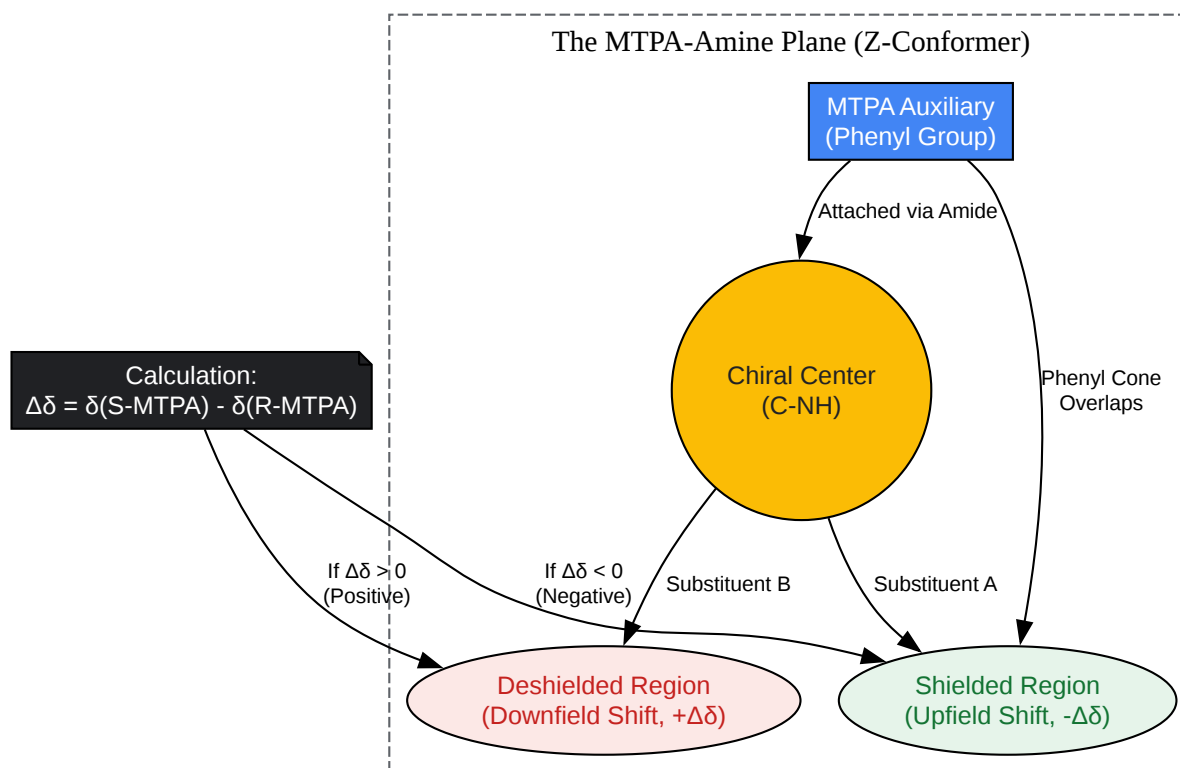 The MTPA-Amine Plane (Z-Conformer)
MTPA Auxiliary
(Phenyl Group)
Attached via Amide
Chiral Center
(C-NH)
Phenyl Cone
Overlaps
Calculation:
Δδ = δ(S-MTPA) - δ(R-MTPA)
If Δδ > 0
(Positive)
If Δδ < 0
(Negative)
Substituent B
Substituent A
Deshielded Region
(Downfield Shift, +Δδ)
Shielded Region
(Upfield Shift, -Δδ)